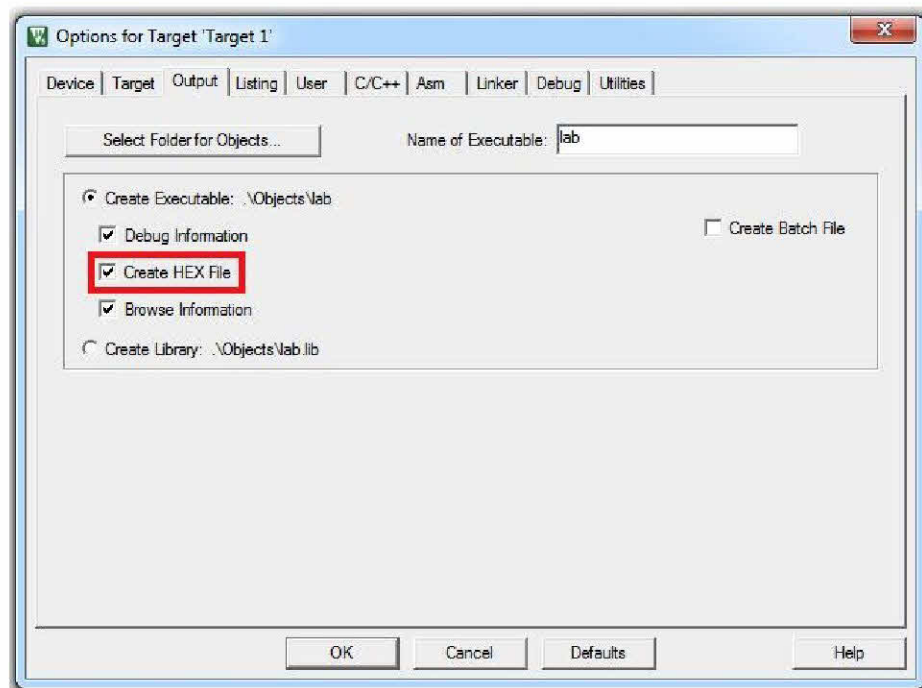 Options for Target 'Target 1'
Device Target Output Listing User C/C++ Asm Linker Debug Utilities
Select Folder for Objects... Name of Executable: lab
Create Executable: .\Objects\lab
Debug Information Create Batch File
Create HEX File
Browse Information
Create Library: .\Objects\lab.lib
OK Cancel Defaults Help